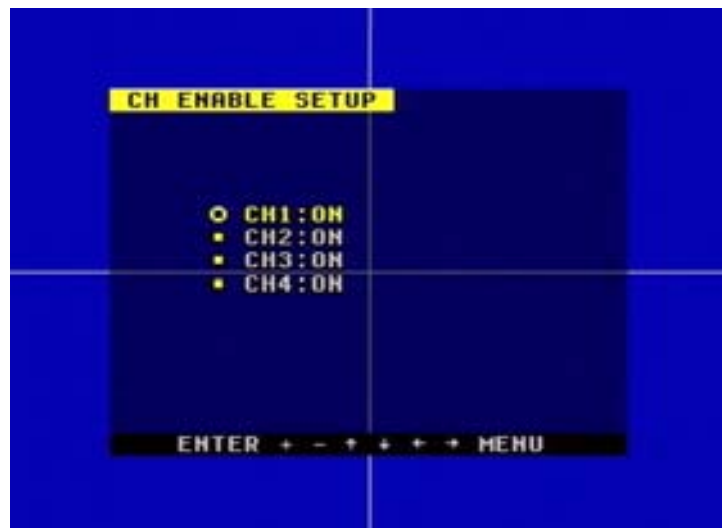 CH ENABLE SETUP
CH1:ON
CH2:ON
CH3:ON
CH4:ON
ENTER + - ↑ ↓ ← → MENU